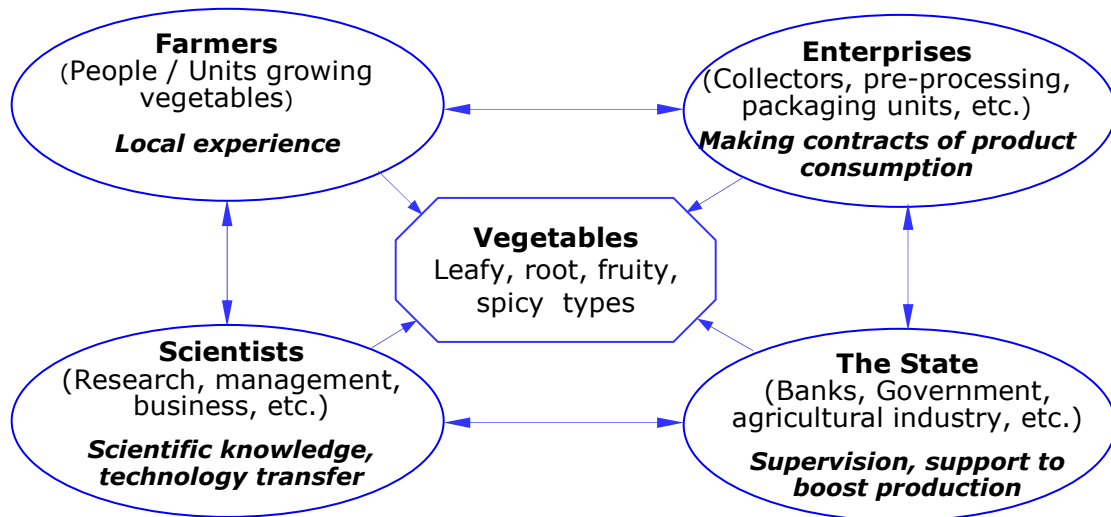 Farmers
(People / Units growing
vegetables)
Local experience
Enterprises
(Collectors, pre-processing,
packaging units, etc.)
Making contracts of product
consumption
Vegetables
Leafy, root, fruity,
spicy types
Scientists
(Research, management,
business, etc.)
Scientific knowledge,
technology transfer
The State
(Banks, Government,
agricultural industry, etc.)
Supervision, support to
boost production